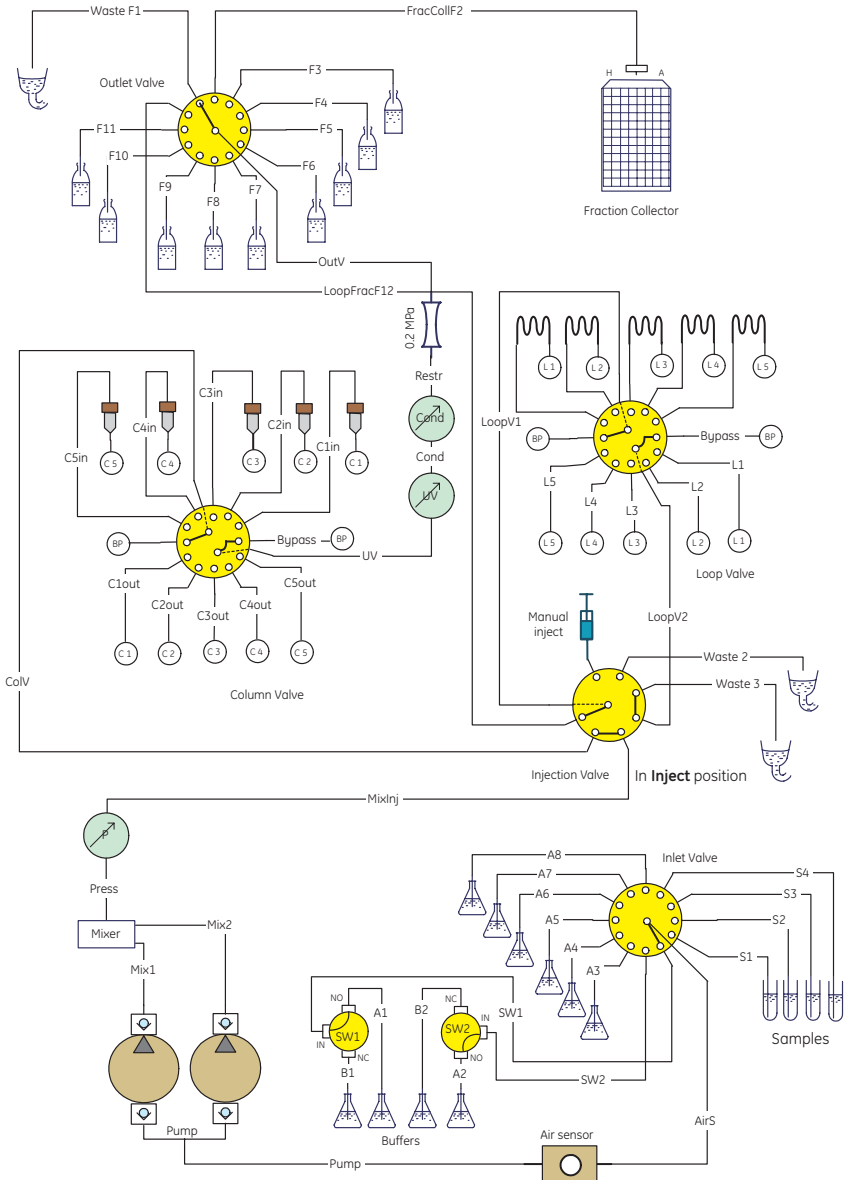 Waste F1
FracCollF2
Outlet Valve
H
A
F3
F4
F5
F6
F7
F8
F9
F10
F11
Fraction Collector
OutV
LoopFracF12
0.2 MPa
Restr
Cond
Cond
UV
UV
C5in
C4in
C3in
C2in
C1in
C 5
C 4
C 3
C 2
C 1
BP
Bypass
BP
C1out
C2out
C3out
C4out
C5out
C 1
C 2
C 3
C 4
C 5
ColV
Column Valve
LoopV1
L 1
L 2
L 3
L 4
L 5
BP
Bypass
BP
L5
L4
L3
L2
L1
L 5
L 4
L 3
L 2
L 1
Loop Valve
Manual
inject
LoopV2
Waste 2
Waste 3
Injection Valve
In Inject position
MixInj
P
Press
Mixer
Mix2
Mix1
Pump
Pump
A8
A7
A6
A5
A4
A3
Inlet Valve
S4
S3
S2
S1
Samples
NO
A1
B2
NC
SW1
IN
SW1
IN
SW2
NC
NO
B1
A2
SW2
Buffers
AirS
Air sensor